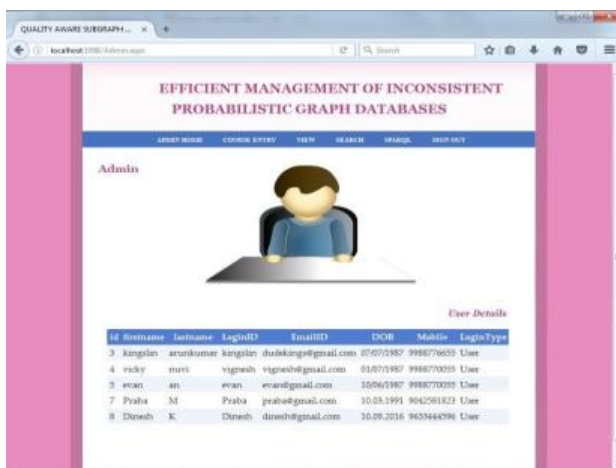 QUALITY AWARE SUBGRAPH ...
localhost
Search
EFFICIENT MANAGEMENT OF INCONSISTENT
PROBABILISTIC GRAPH DATABASES
ADMIN HOME COURSE ENTRY VIEW SEARCH SPARQL SIGN OUT
Admin
User Details
id firstname lastname LoginID EmailID DOB Mobile LoginType
3 kingslin arunkumar kingslin dudekings@gmail.com 07/07/1987 9988776655 User
4 vicky vignesh vignesh@gmail.com 01/07/1987 9988770055 User
5 evan an evan evan@gmail.com 10/06/1987 9988770055 User
7 Praba M Praba praba@gmail.com 10.03.1991 9042581823 User
8 Dinesh K Dinesh dinesh@gmail.com 10.09.2016 9655444596 User